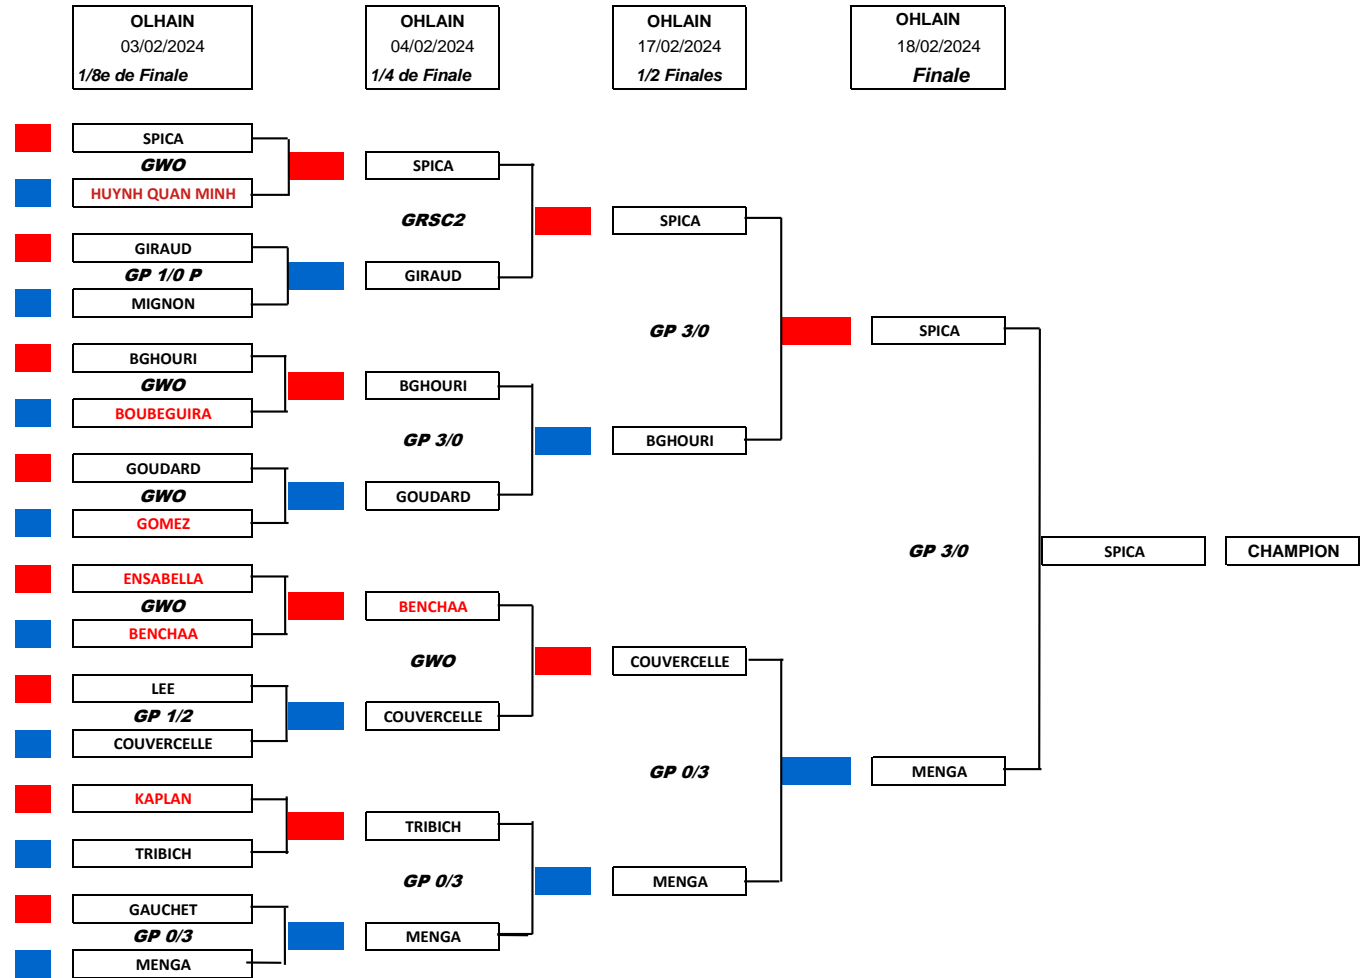 OLHAIN
03/02/2024
1/8e de Finale
OHLAIN
04/02/2024
1/4 de Finale
OHLAIN
17/02/2024
1/2 Finales
OHLAIN
18/02/2024
Finale
SPICA
GWO
HUYNH QUAN MINH
GIRAUD
GP 1/0 P
MIGNON
BGHOURI
GWO
BOUBEGUIRA
GOUDARD
GWO
GOMEZ
ENSABELLA
GWO
BENCHAA
LEE
GP 1/2
COUVERCELLE
KAPLAN
TRIBICH
GAUCHET
GP 0/3
MENGA
SPICA
GRSC2
GIRAUD
BGHOURI
GP 3/0
GOUDARD
BENCHAA
GWO
COUVERCELLE
TRIBICH
GP 0/3
MENGA
SPICA
GP 3/0
BGHOURI
COUVERCELLE
GP 0/3
MENGA
SPICA
GP 3/0
MENGA
SPICA
CHAMPION